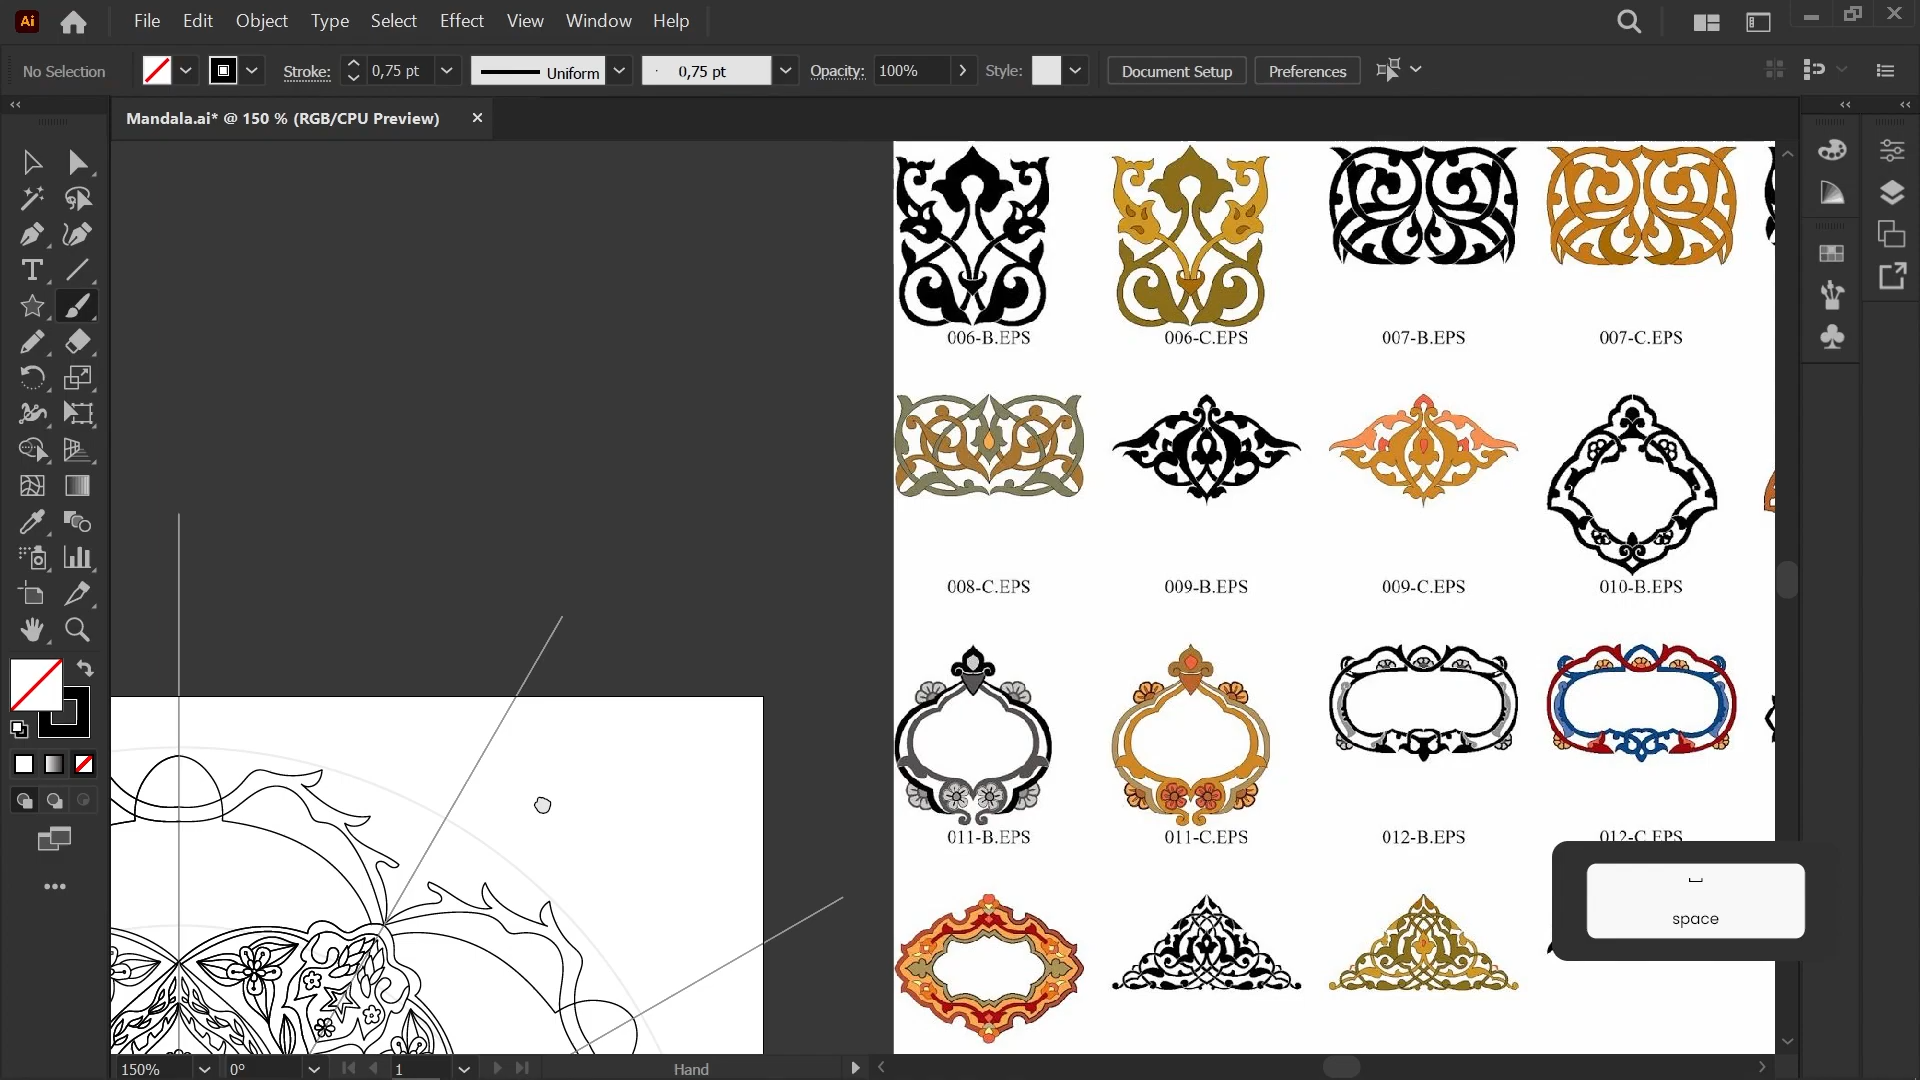 Ai File Edit Object Type Select Effect View Window Help
No Selection Stroke: 0,75 pt Uniform 0,75 pt Opacity: 100% Style: Document Setup Preferences
Mandala.ai* @ 150 % (RGB/CPU Preview)
006-B.EPS 006-C.EPS 007-B.EPS 007-C.EPS
008-C.EPS 009-B.EPS 009-C.EPS 010-B.EPS
011-B.EPS 011-C.EPS 012-B.EPS 012-C.EPS
space
150% 0° 1 Hand